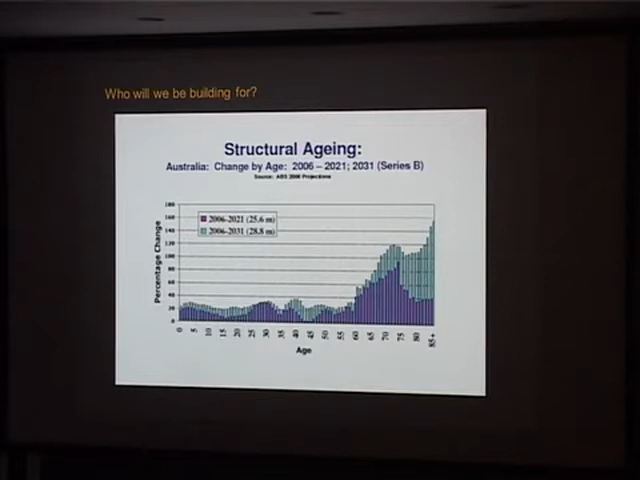 Who will we be building for?
Structural Ageing:
Australia: Change by Age: 2006 – 2021; 2031 (Series B)
Source: ABS 2006 Projections
Percentage Change
180
160
140
120
100
80
60
40
20
0
2006-2021 (25.6 m)
2006-2031 (28.8 m)
0 5 10 15 20 25 30 35 40 45 50 55 60 65 70 75 80 85+
Age